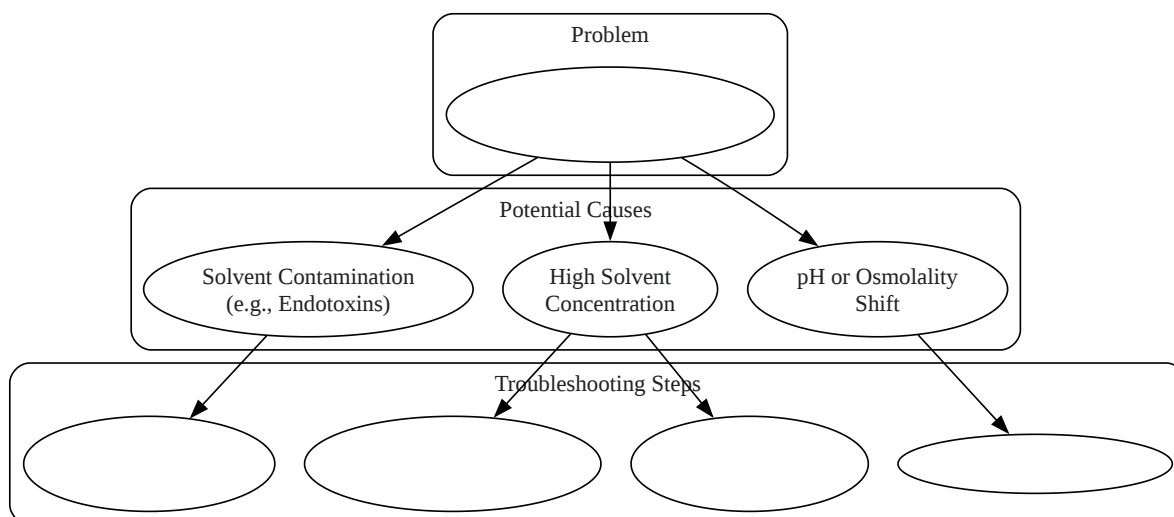 Problem
Potential Causes
Solvent Contamination
(e.g., Endotoxins)
High Solvent
Concentration
pH or Osmolality
Shift
Troubleshooting Steps